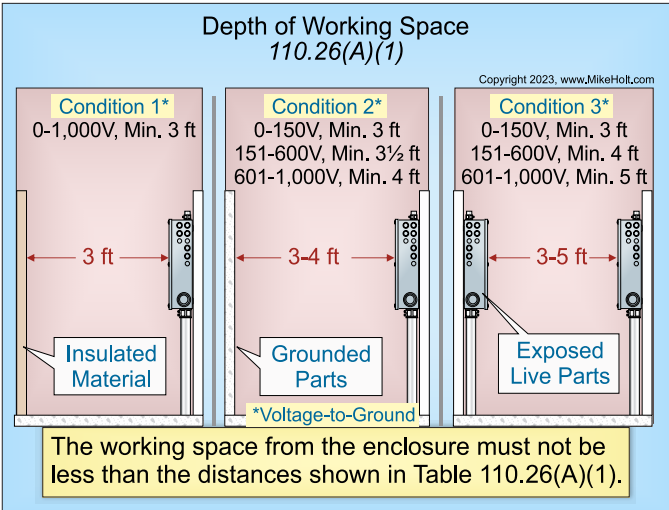 Depth of Working Space
110.26(A)(1)
Copyright 2023, www.MikeHolt.com
Condition 1*
0-1,000V, Min. 3 ft
3 ft
Insulated
Material
Condition 2*
0-150V, Min. 3 ft
151-600V, Min. 3½ ft
601-1,000V, Min. 4 ft
3-4 ft
Grounded
Parts
Condition 3*
0-150V, Min. 3 ft
151-600V, Min. 4 ft
601-1,000V, Min. 5 ft
3-5 ft
Exposed
Live Parts
*Voltage-to-Ground
The working space from the enclosure must not be
less than the distances shown in Table 110.26(A)(1).